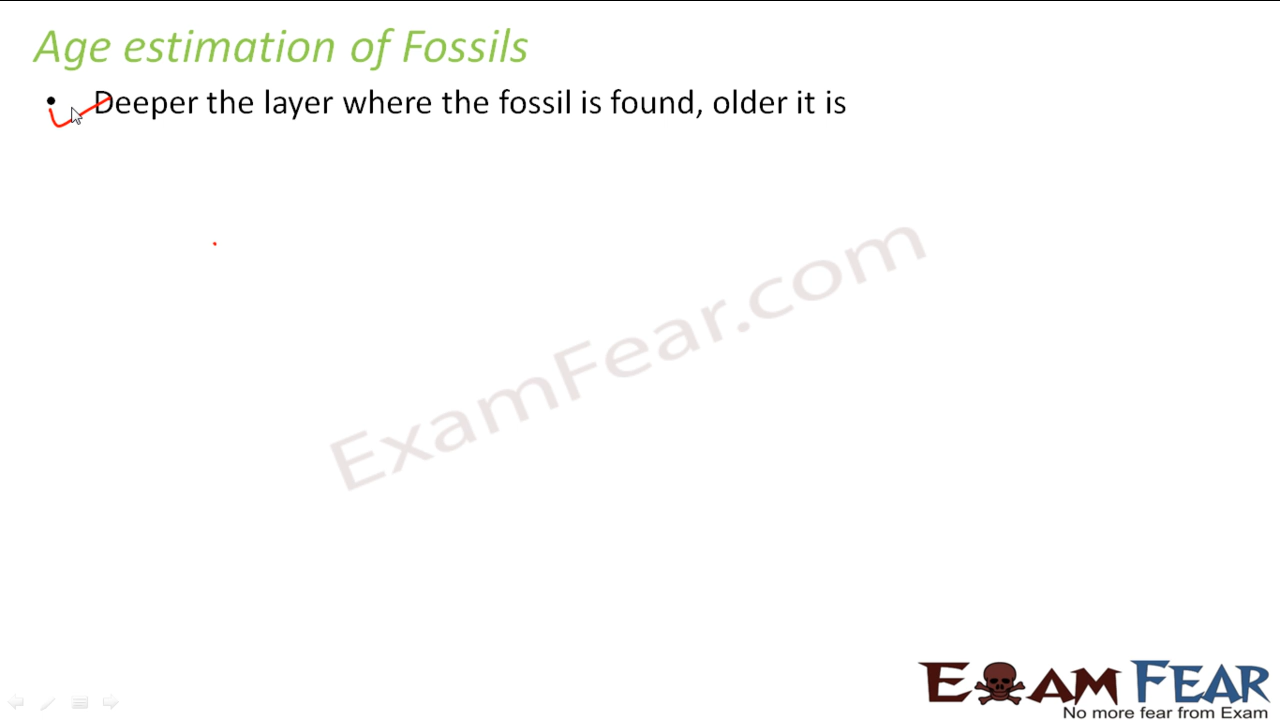 Age estimation of Fossils
• Deeper the layer where the fossil is found, older it is
ExamFear.com
EXAM FEAR
No more fear from Exam